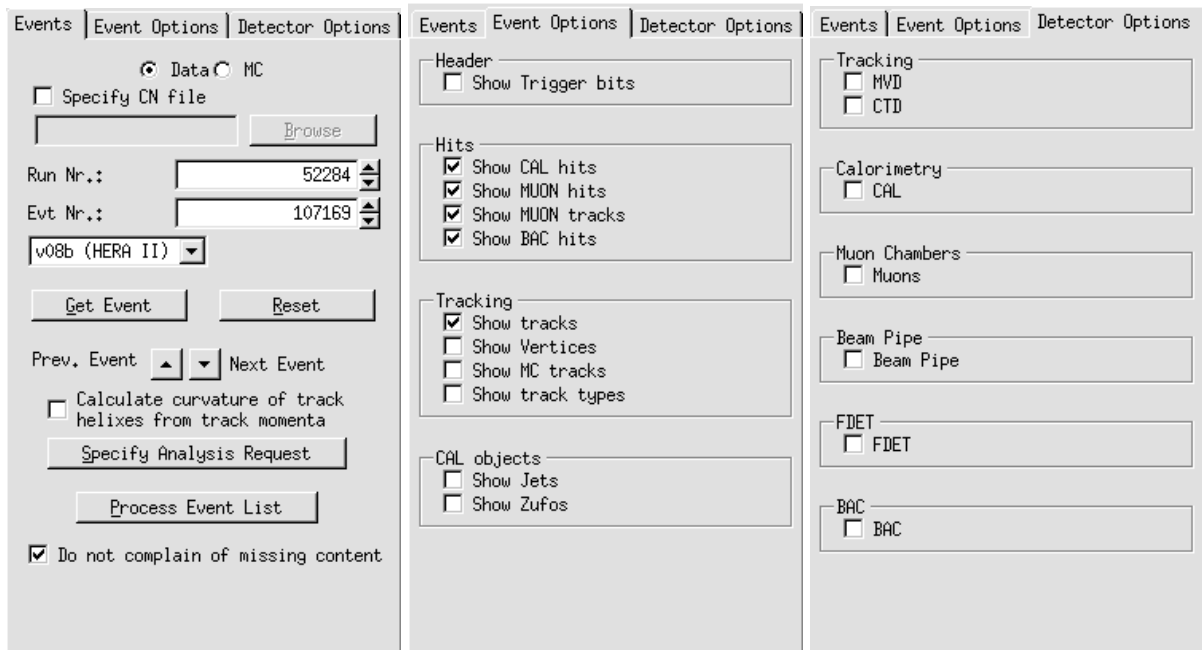 Events Event Options Detector Options
Data MC
Specify CN file
Browse
Run Nr.: 52284
Evt Nr.: 107169
v08b (HERA II)
Get Event Reset
Prev. Event Next Event
Calculate curvature of track
helixes from track momenta
Specify Analysis Request
Process Event List
Do not complain of missing content
Events Event Options Detector Options
Header
Show Trigger bits
Hits
Show CAL hits
Show MUON hits
Show MUON tracks
Show BAC hits
Tracking
Show tracks
Show Vertices
Show MC tracks
Show track types
CAL objects
Show Jets
Show Zufos
Events Event Options Detector Options
Tracking
MVD
CTD
Calorimetry
CAL
Muon Chambers
Muons
Beam Pipe
Beam Pipe
FDET
FDET
BAC
BAC